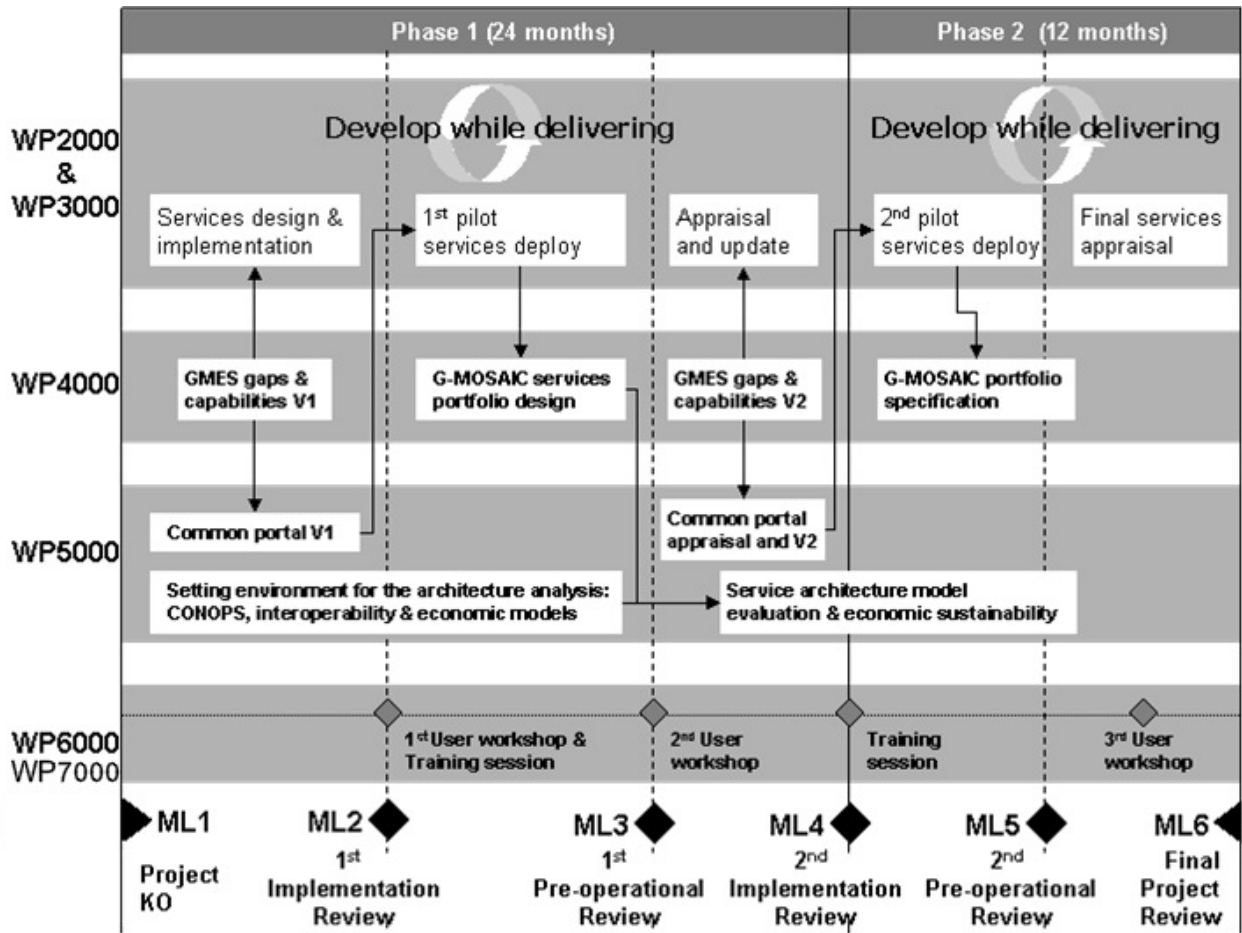 Phase 1 (24 months)
Phase 2 (12 months)
WP2000
&
WP3000
Develop while delivering
Develop while delivering
Services design &
implementation
1st pilot
services deploy
Appraisal
and update
2nd pilot
services deploy
Final services
appraisal
WP4000
GMES gaps &
capabilities V1
G-MOSAIC services
portfolio design
GMES gaps &
capabilities V2
G-MOSAIC portfolio
specification
WP5000
Common portal V1
Common portal
appraisal and V2
Setting environment for the architecture analysis:
CONOPS, interoperability & economic models
Service architecture model
evaluation & economic sustainability
WP6000
WP7000
1st User workshop &
Training session
2nd User
workshop
Training
session
3rd User
workshop
ML1
Project
KO
ML2
1st
Implementation
Review
ML3
1st
Pre-operational
Review
ML4
2nd
Implementation
Review
ML5
2nd
Pre-operational
Review
ML6
Final
Project
Review